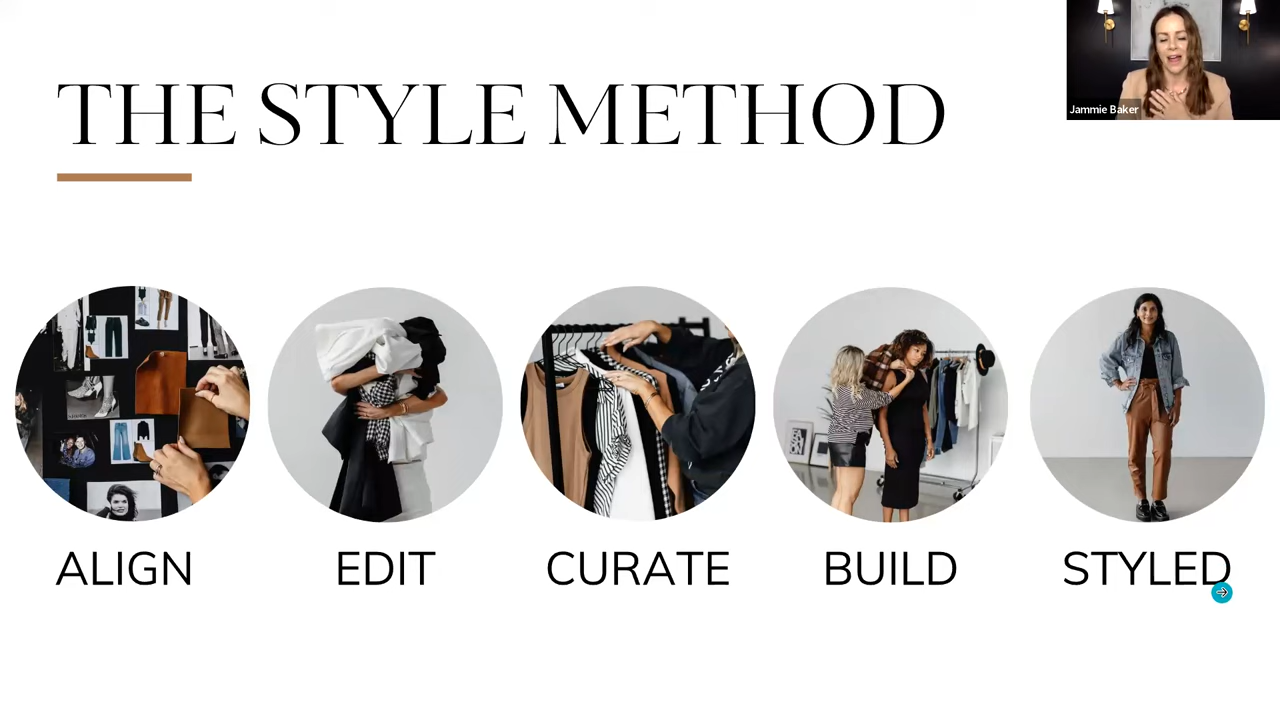 THE STYLE METHOD
Jammie Baker
ALIGN
EDIT
CURATE
BUILD
STYLED